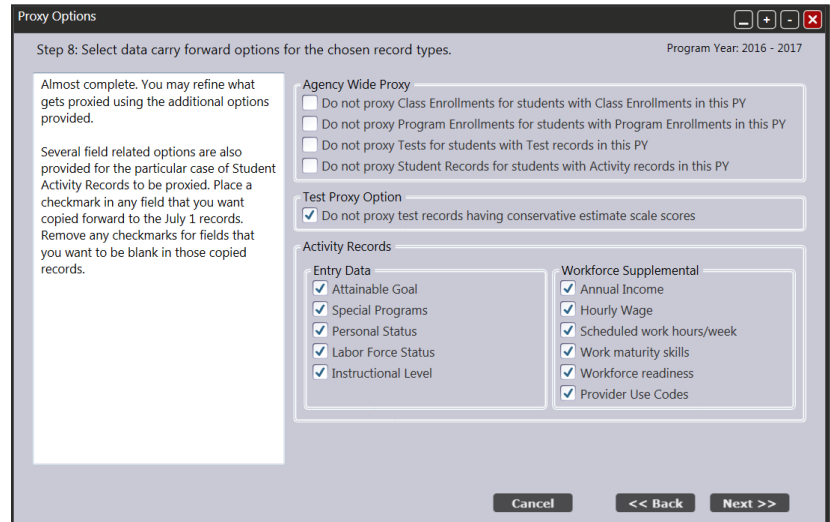 Proxy Options
Step 8: Select data carry forward options for the chosen record types.
Program Year: 2016 - 2017
Almost complete. You may refine what
gets proxied using the additional options
provided.
Several field related options are also
provided for the particular case of Student
Activity Records to be proxied. Place a
checkmark in any field that you want
copied forward to the July 1 records.
Remove any checkmarks for fields that
you want to be blank in those copied
records.
Agency Wide Proxy
Do not proxy Class Enrollments for students with Class Enrollments in this PY
Do not proxy Program Enrollments for students with Program Enrollments in this PY
Do not proxy Tests for students with Test records in this PY
Do not proxy Student Records for students with Activity records in this PY
Test Proxy Option
Do not proxy test records having conservative estimate scale scores
Activity Records
Entry Data
Attainable Goal
Special Programs
Personal Status
Labor Force Status
Instructional Level
Workforce Supplemental
Annual Income
Hourly Wage
Scheduled work hours/week
Work maturity skills
Workforce readiness
Provider Use Codes
Cancel
<< Back
Next >>